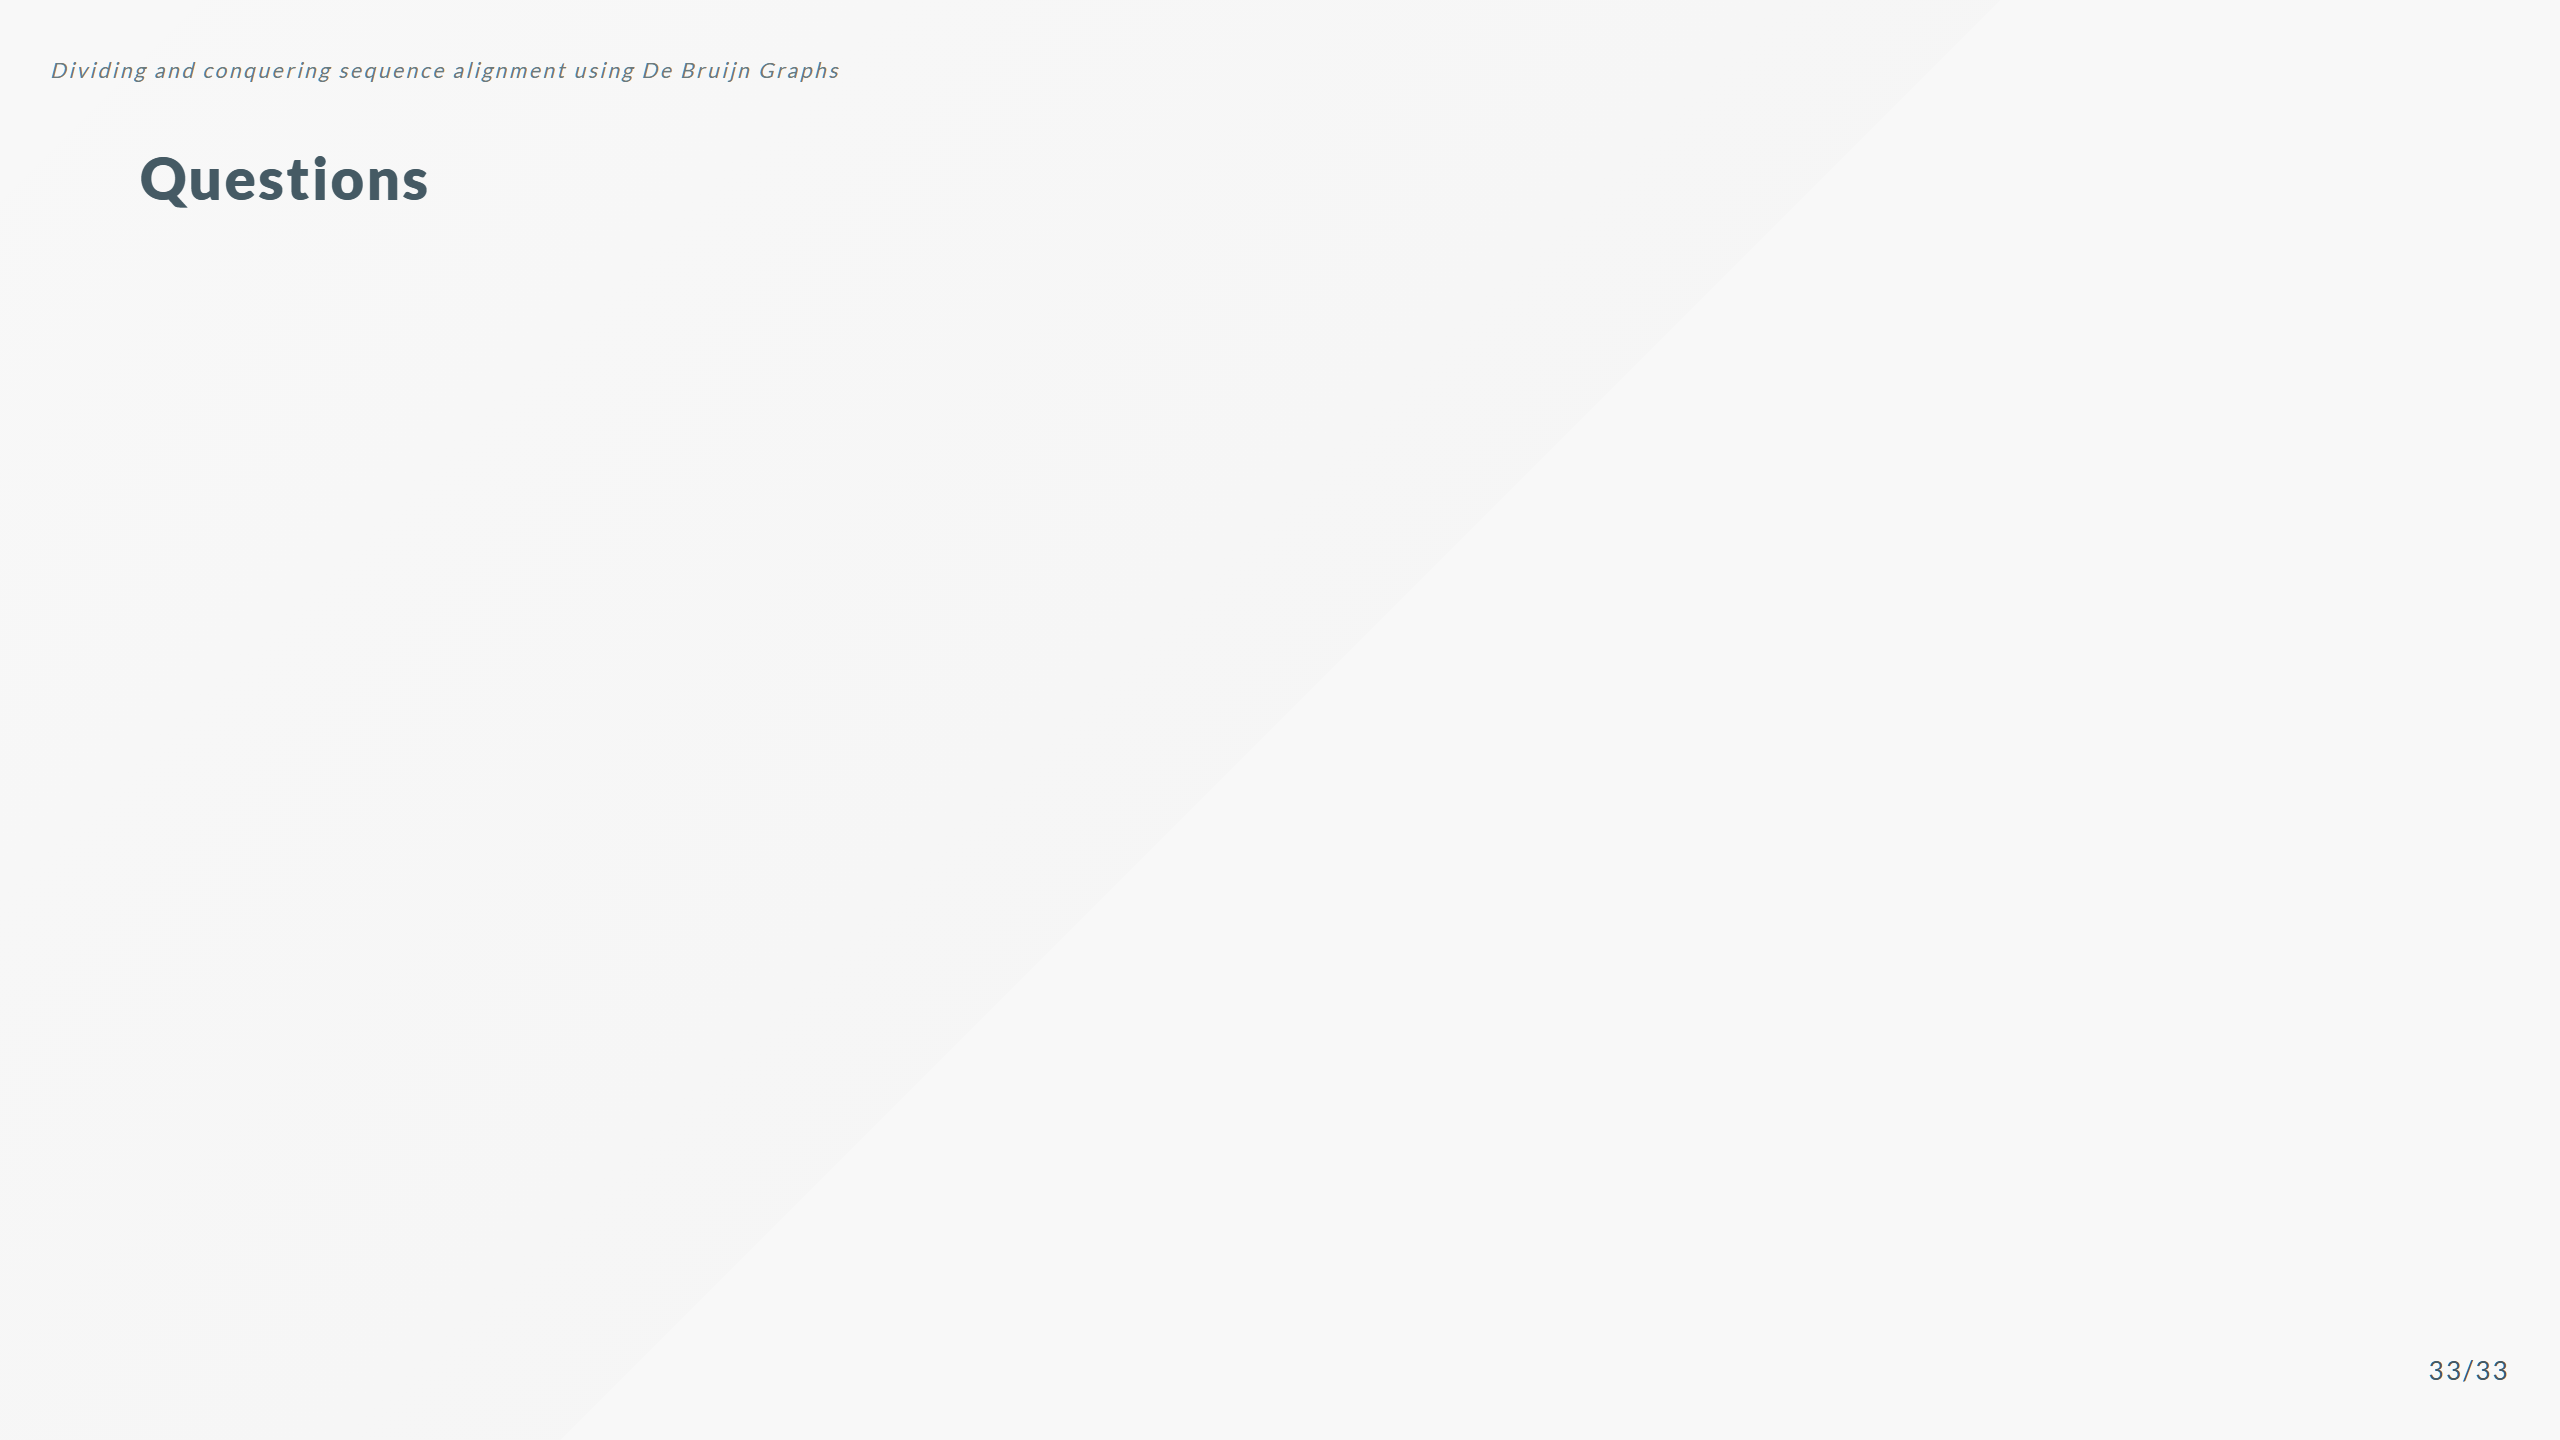 Dividing and conquering sequence alignment using De Bruijn Graphs
Questions
33/33